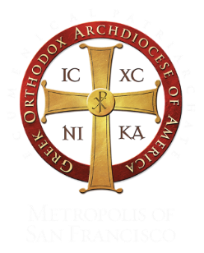 GREEK ORTHODOX ARCHDIOCESE OF AMERICA
IC XC
NI KA
METROPOLIS OF
SAN FRANCISCO